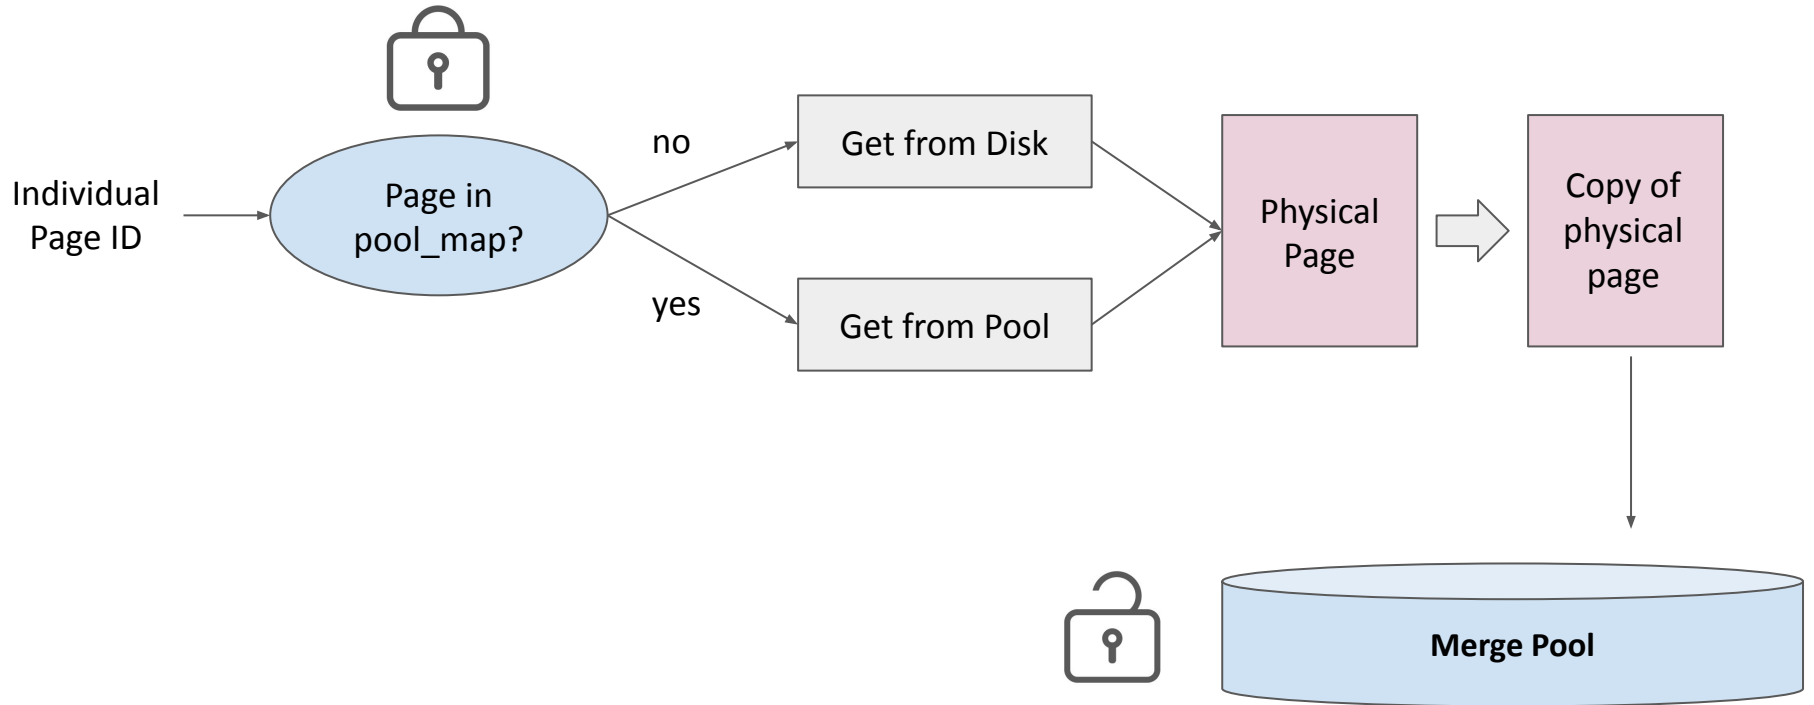 Individual
Page ID
Page in
pool_map?
no
yes
Get from Disk
Get from Pool
Physical
Page
Copy of
physical
page
Merge Pool